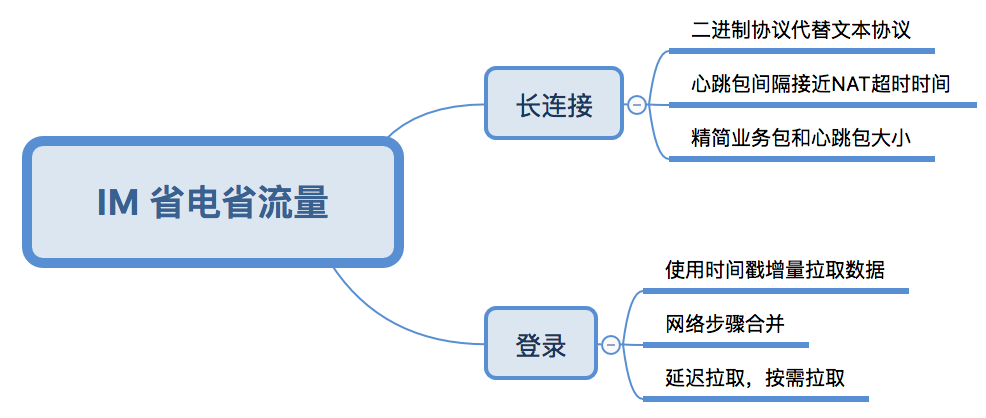 IM 省电省流量
长连接
二进制协议代替文本协议
心跳包间隔接近NAT超时时间
精简业务包和心跳包大小
登录
使用时间戳增量拉取数据
网络步骤合并
延迟拉取，按需拉取